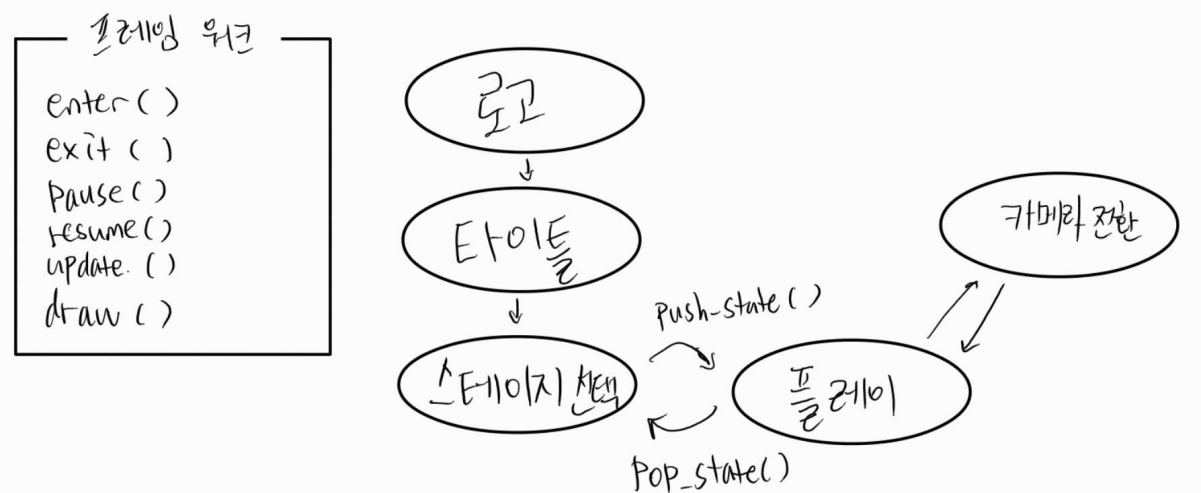 프레임 워크
enter()
exit ()
pause()
resume()
update. ()
draw ()
로고
타이틀
스테이지 선택
push_state()
pop_state()
플레이
카메라 전환